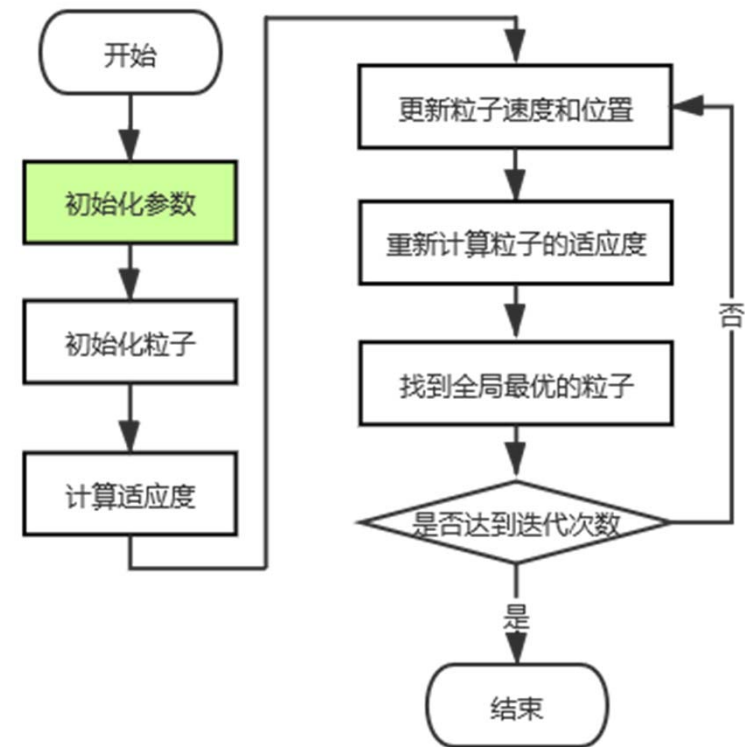 开始
初始化参数
初始化粒子
计算适应度
更新粒子速度和位置
重新计算粒子的适应度
找到全局最优的粒子
是否达到迭代次数
否
是
结束